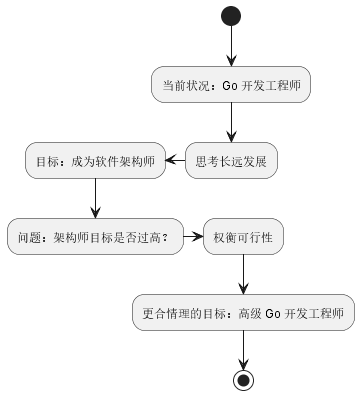 当前状况：Go 开发工程师
思考长远发展
目标：成为软件架构师
问题：架构师目标是否过高？
权衡可行性
更合情理的目标：高级 Go 开发工程师